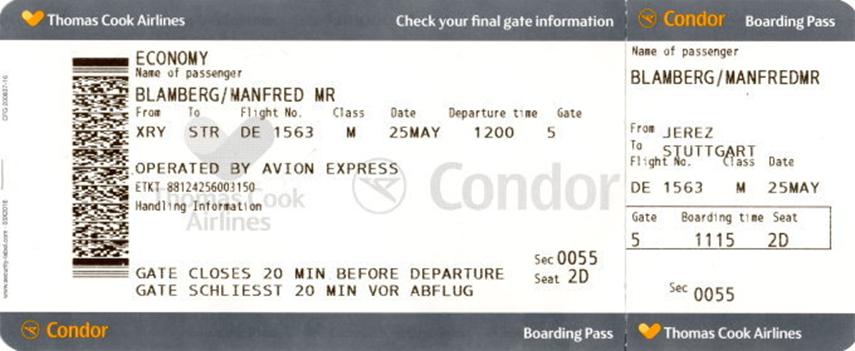 Thomas Cook Airlines
Check your final gate information
ECONOMY
Name of passenger
BLAMBERG/MANFRED MR
From To Flight No. Class Date Departure time Gate
XRY STR DE 1563 M 25MAY 1200 5
OPERATED BY AVION EXPRESS
ETKT 88124256003150
Handling Information
Thomas Cook
Airlines
Condor
Sec 0055
Seat 2D
GATE CLOSES 20 MIN BEFORE DEPARTURE
GATE SCHLIESST 20 MIN VOR ABFLUG
Condor
Boarding Pass
Condor Boarding Pass
Name of passenger
BLAMBERG/MANFREDMR
From JEREZ
To STUTTGART
Flight No. Class Date
DE 1563 M 25MAY
Gate Boarding time Seat
5 1115 2D
Sec 0055
Thomas Cook Airlines